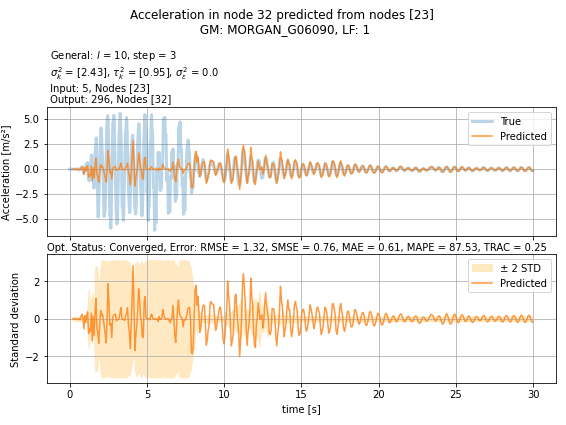 Acceleration in node 32 predicted from nodes [23]
GM: MORGAN_G06090, LF: 1
General: l = 10, step = 3
σ²ₖ = [2.43], τ²ₖ = [0.95], σ²ε = 0.0
Input: 5, Nodes [23]
Output: 296, Nodes [32]
Acceleration [m/s²]
5.0
2.5
0.0
−2.5
−5.0
True
Predicted
Opt. Status: Converged, Error: RMSE = 1.32, SMSE = 0.76, MAE = 0.61, MAPE = 87.53, TRAC = 0.25
Standard deviation
2
0
−2
± 2 STD
Predicted
0 5 10 15 20 25 30
time [s]